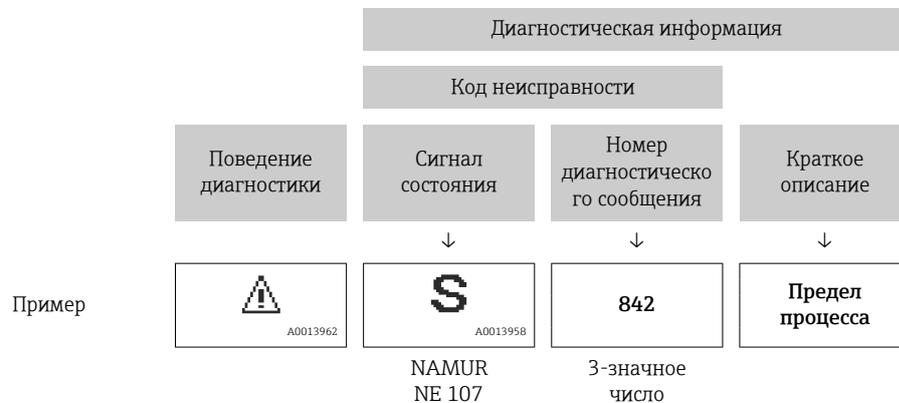 Диагностическая информация
Код неисправности
Поведение
диагностики
Сигнал
состояния
Номер
диагностическо
го сообщения
Краткое
описание
↓ ↓ ↓
Пример
⚠
A0013962
S
A0013958
842
Предел
процесса
NAMUR
NE 107
3-значное
число